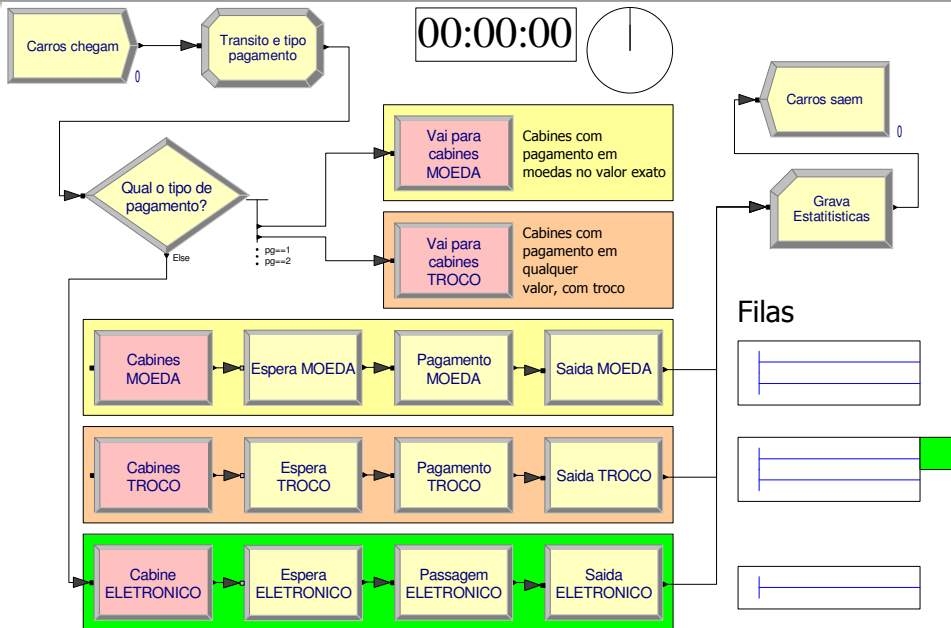 Carros chegam
0
Transito e tipo
pagamento
00:00:00
Carros saem
0
Qual o tipo de
pagamento?
Else
pg==1
pg==2
Vai para
cabines
MOEDA
Cabines com
pagamento em
moedas no valor exato
Vai para
cabines
TROCO
Cabines com
pagamento em
qualquer
valor, com troco
Grava
Estatitisticas
Filas
Cabines
MOEDA
Espera MOEDA
Pagamento
MOEDA
Saida MOEDA
Cabines
TROCO
Espera
TROCO
Pagamento
TROCO
Saida TROCO
Cabine
ELETRONICO
Espera
ELETRONICO
Passagem
ELETRONICO
Saida
ELETRONICO